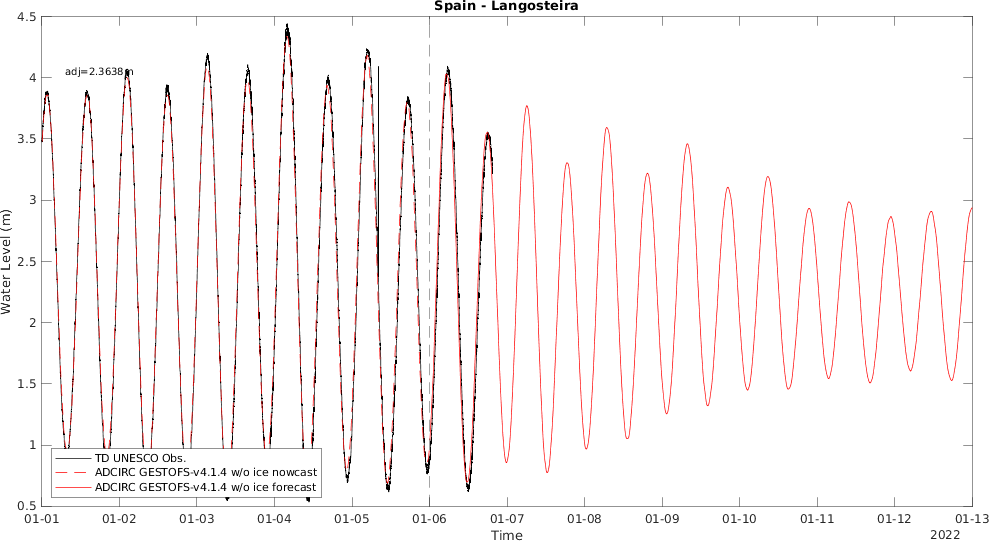 Spain - Langosteira
4.5
4
3.5
3
2.5
2
1.5
1
0.5
Water Level (m)
adj=2.3638 m
TD UNESCO Obs.
ADCIRC GESTOFS-v4.1.4 w/o ice nowcast
ADCIRC GESTOFS-v4.1.4 w/o ice forecast
01-01 01-02 01-03 01-04 01-05 01-06 01-07 01-08 01-09 01-10 01-11 01-12 01-13
Time
2022